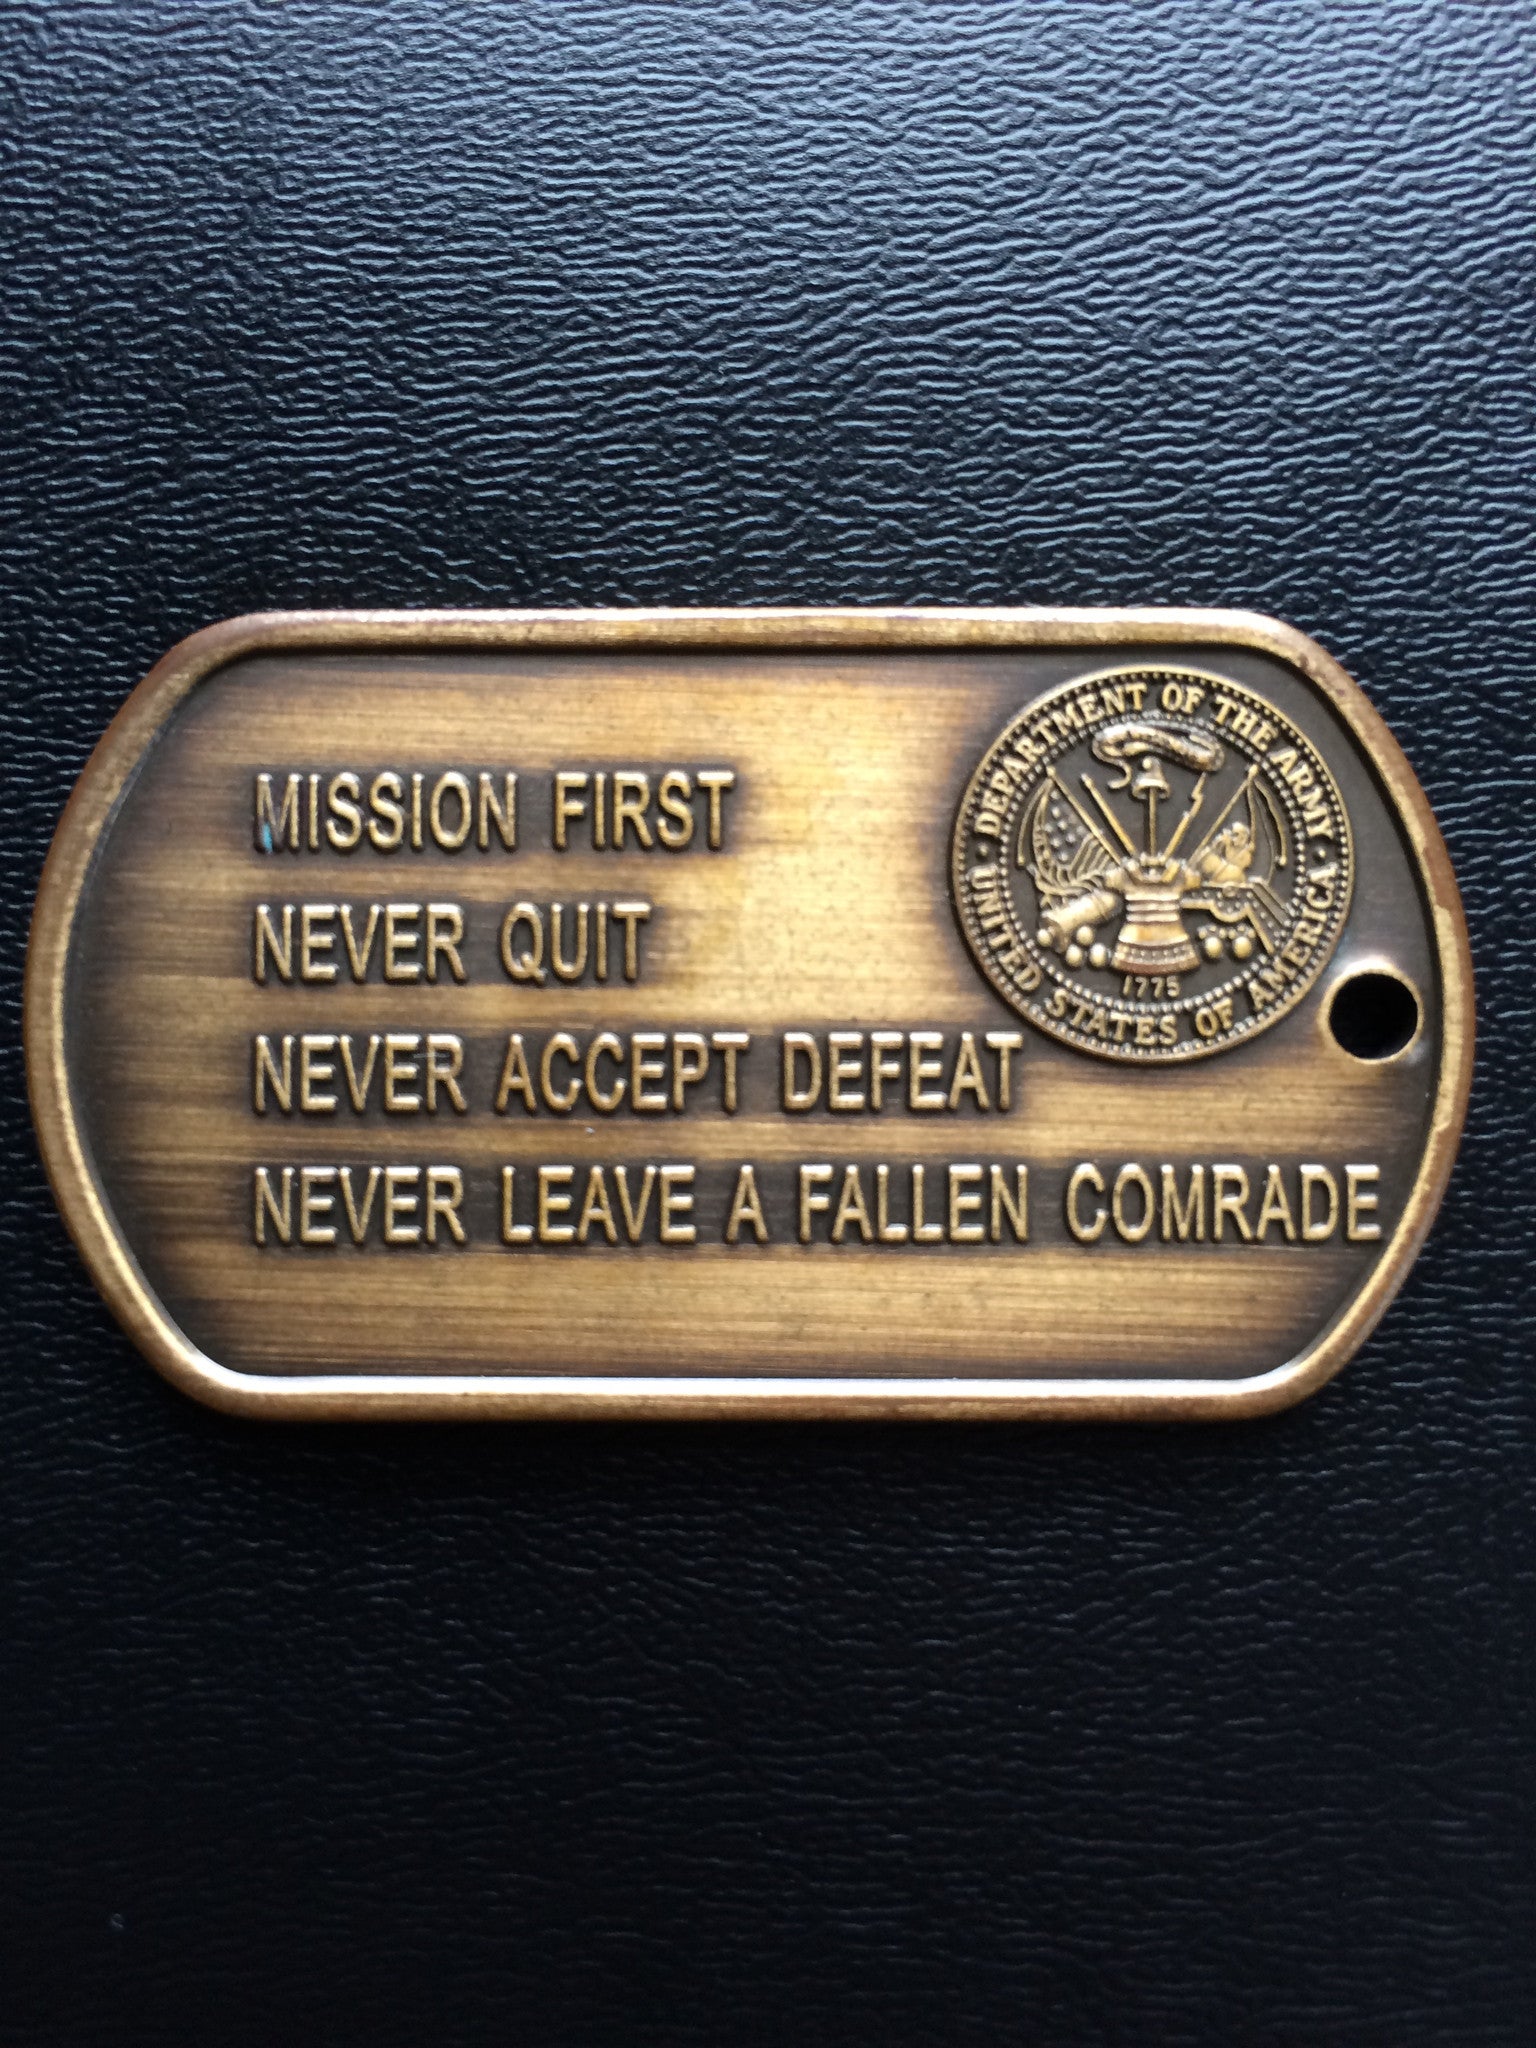 MISSION FIRST
NEVER QUIT
NEVER ACCEPT DEFEAT
NEVER LEAVE A FALLEN COMRADE
DEPARTMENT OF THE ARMY
UNITED STATES OF AMERICA
1775